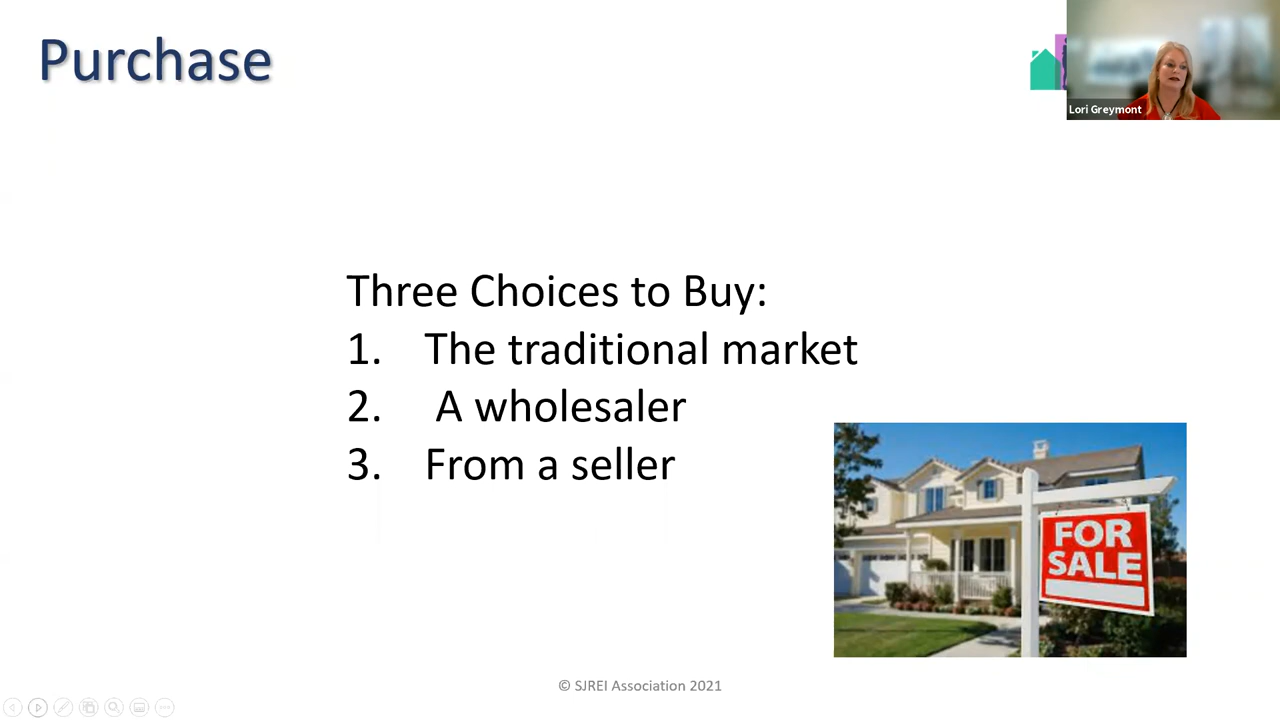 Purchase
Lori Greymont
Three Choices to Buy:
1. The traditional market
2. A wholesaler
3. From a seller
FOR
SALE
© SJREI Association 2021